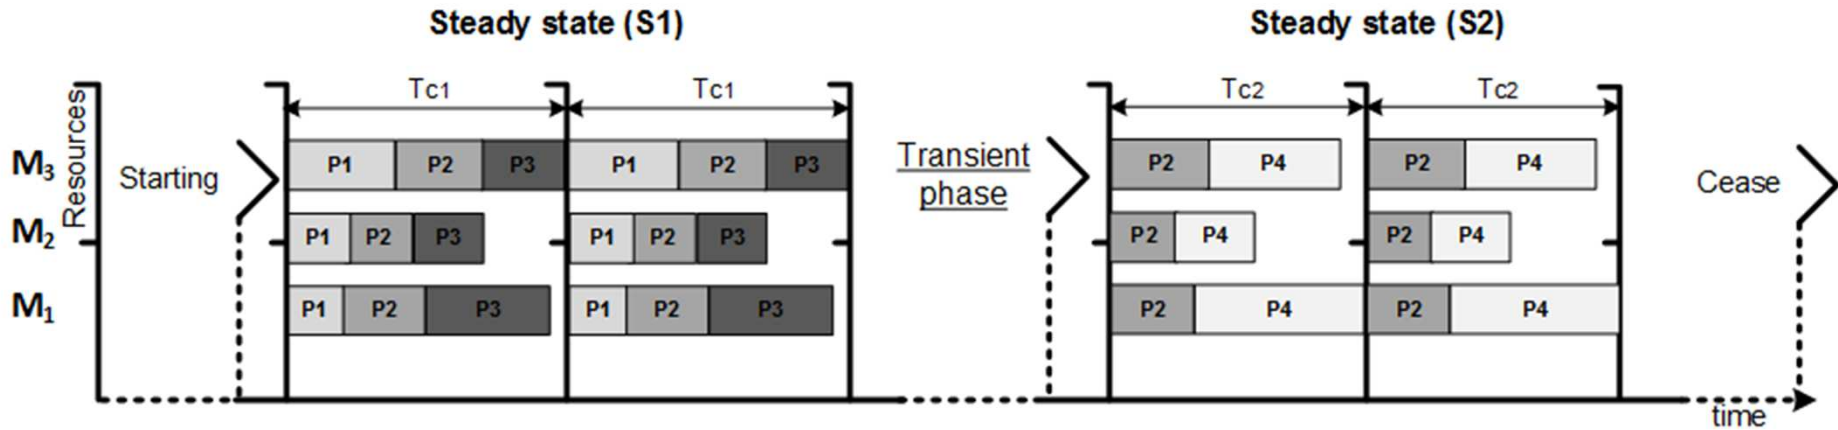 Steady state (S1)
Steady state (S2)
Resources
Tc1
Tc1
Tc2
Tc2
M3
P1
P2
P3
P1
P2
P3
P2
P4
P2
P4
Starting
Transient
phase
Cease
M2
P1
P2
P3
P1
P2
P3
P2
P4
P2
P4
M1
P1
P2
P3
P1
P2
P3
P2
P4
P2
P4
time